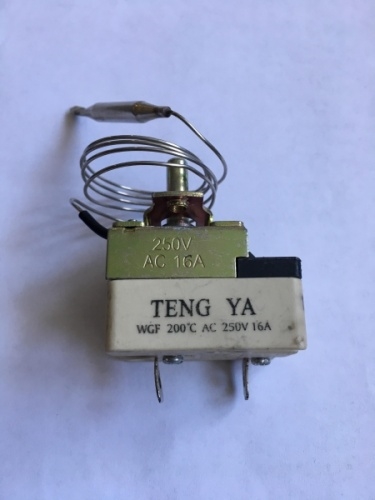 250V
AC 16A
TENG YA
WGF 200℃ AC 250V 16A